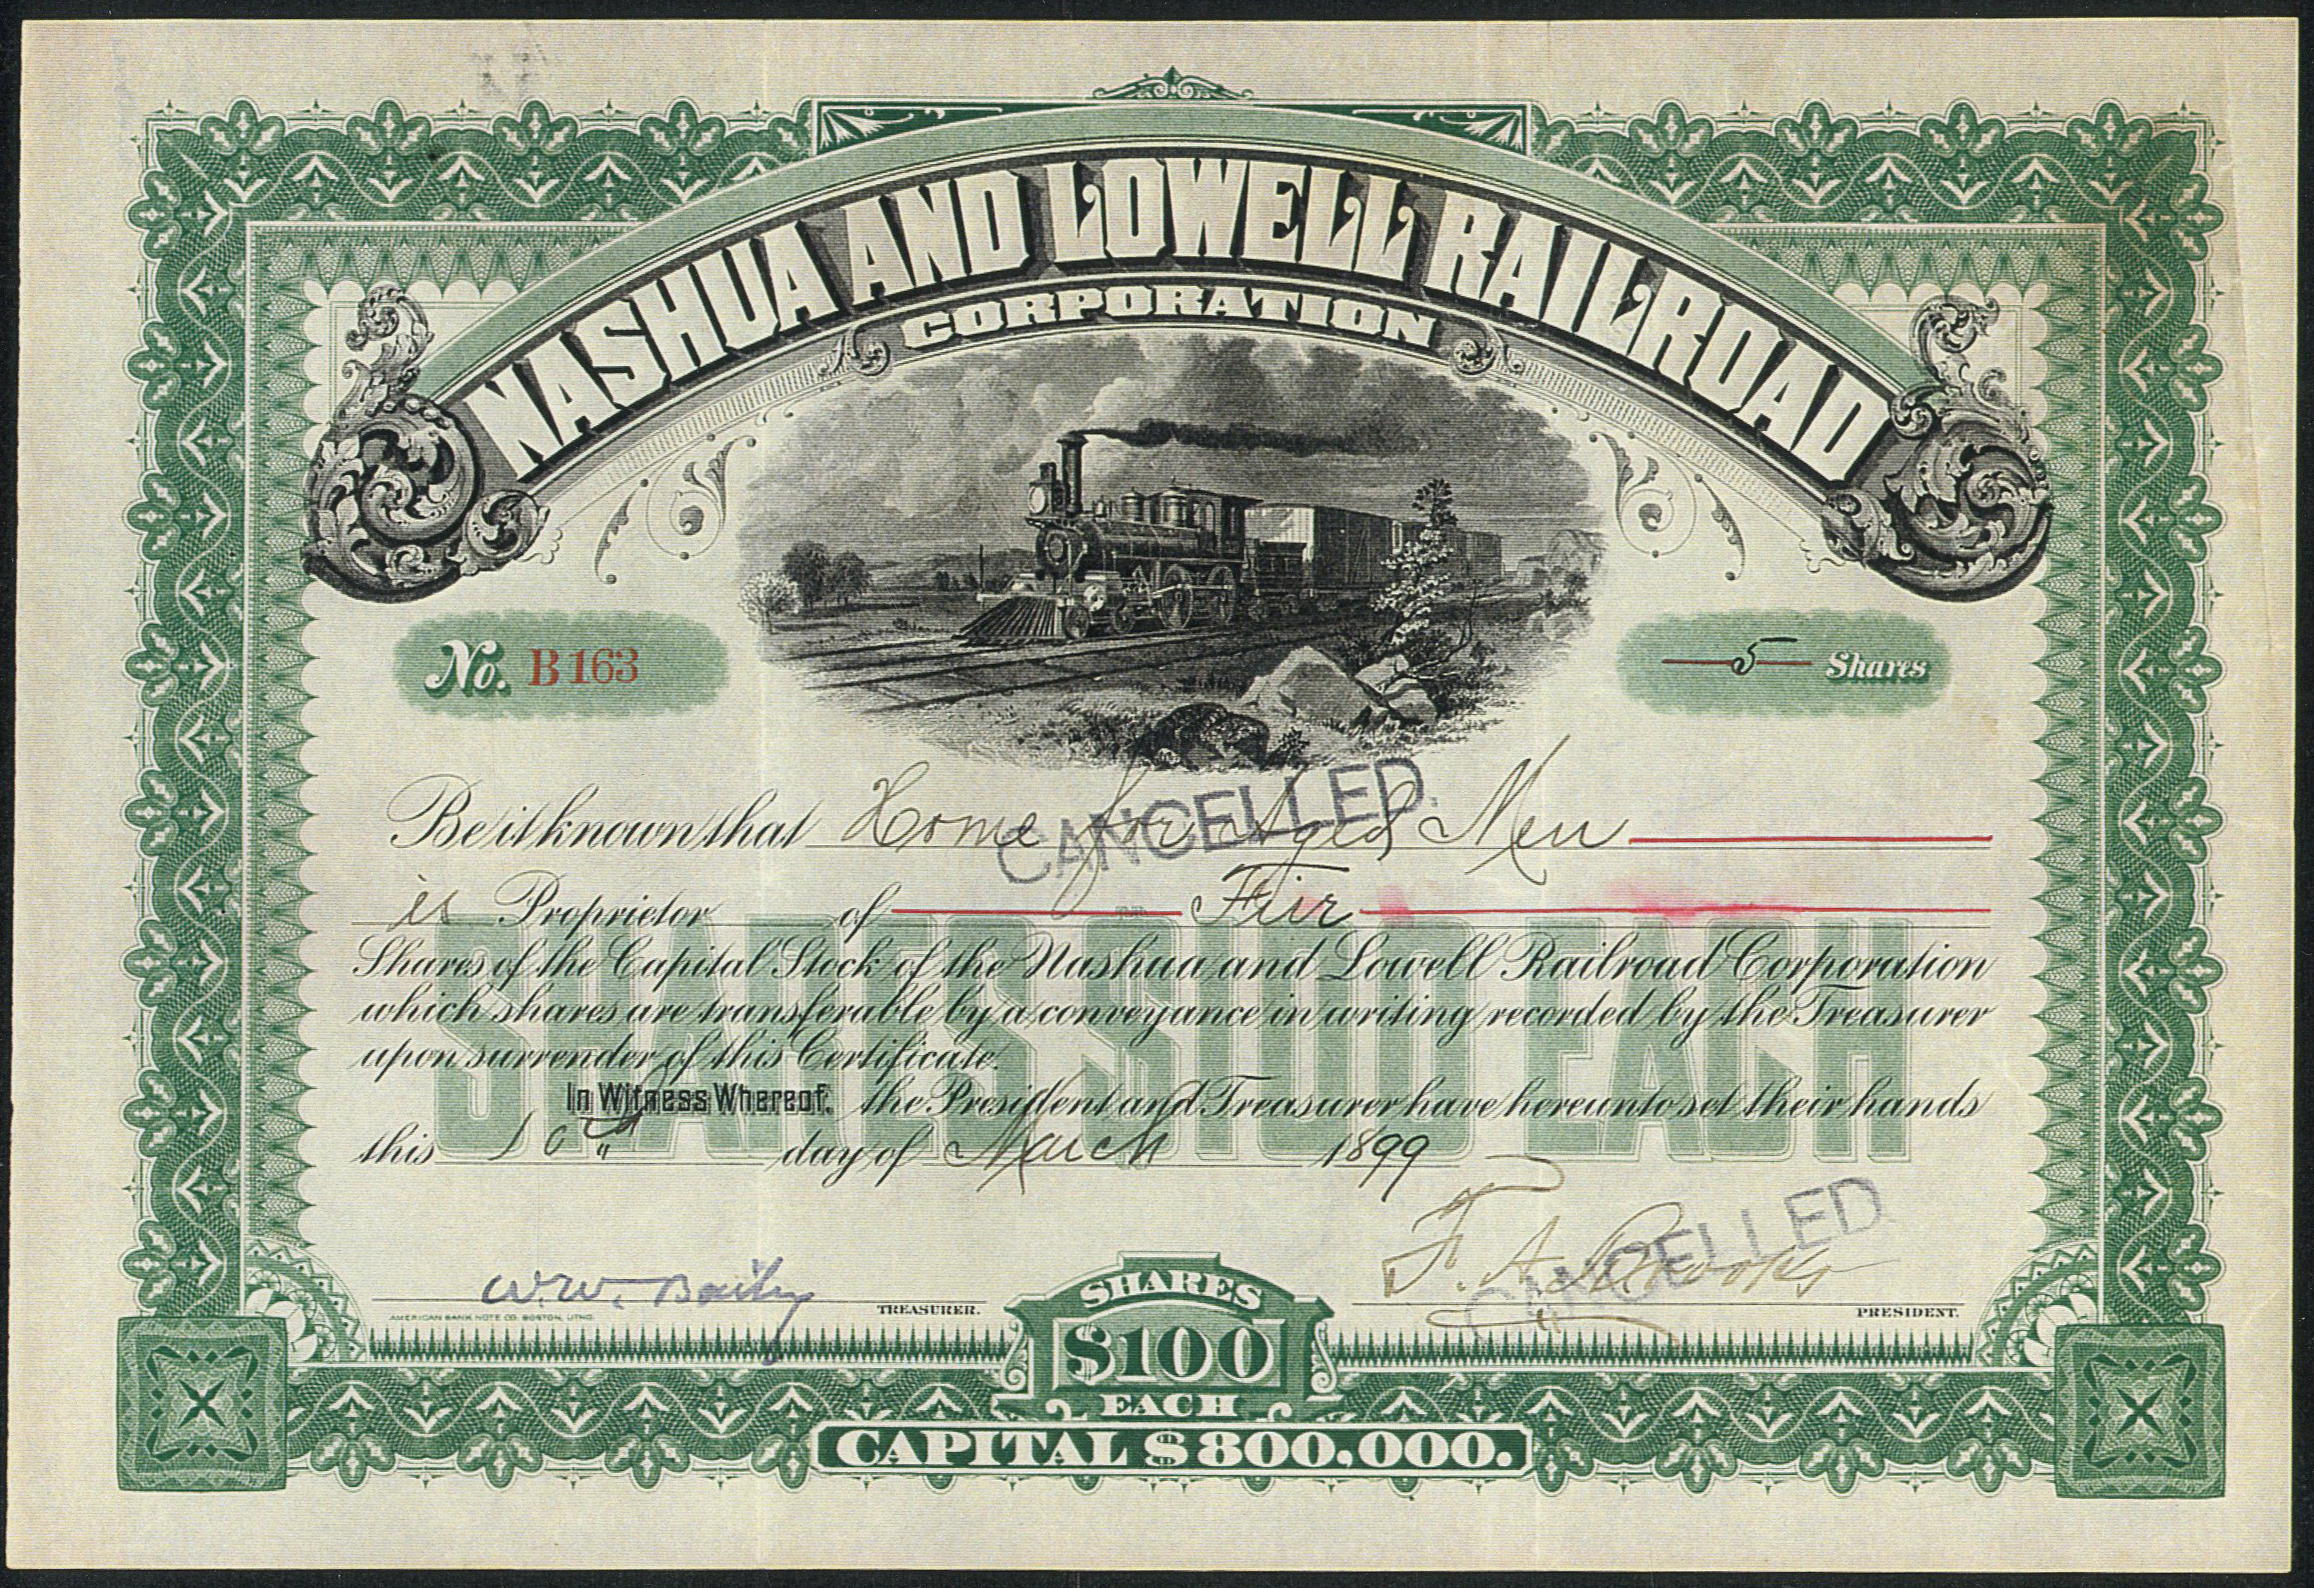 NASHUA AND LOWELL RAILROAD
CORPORATION
No. B163
5 Shares
Be it known that Home for Aged Men
CANCELLED.
is Proprietor of Five
Shares of the Capital Stock of the Nashua and Lowell Railroad Corporation
which shares are transferable by a conveyance in writing recorded by the Treasurer
upon surrender of this Certificate.
SHARES $100 EACH
In Witness Whereof, the President and Treasurer have hereunto set their hands
this day of March 1899
W. W. Bailey
TREASURER.
F. A. Brooks
CANCELLED.
PRESIDENT.
AMERICAN BANK NOTE CO. BOSTON, LITHO.
SHARES
$100
EACH
CAPITAL $800,000.